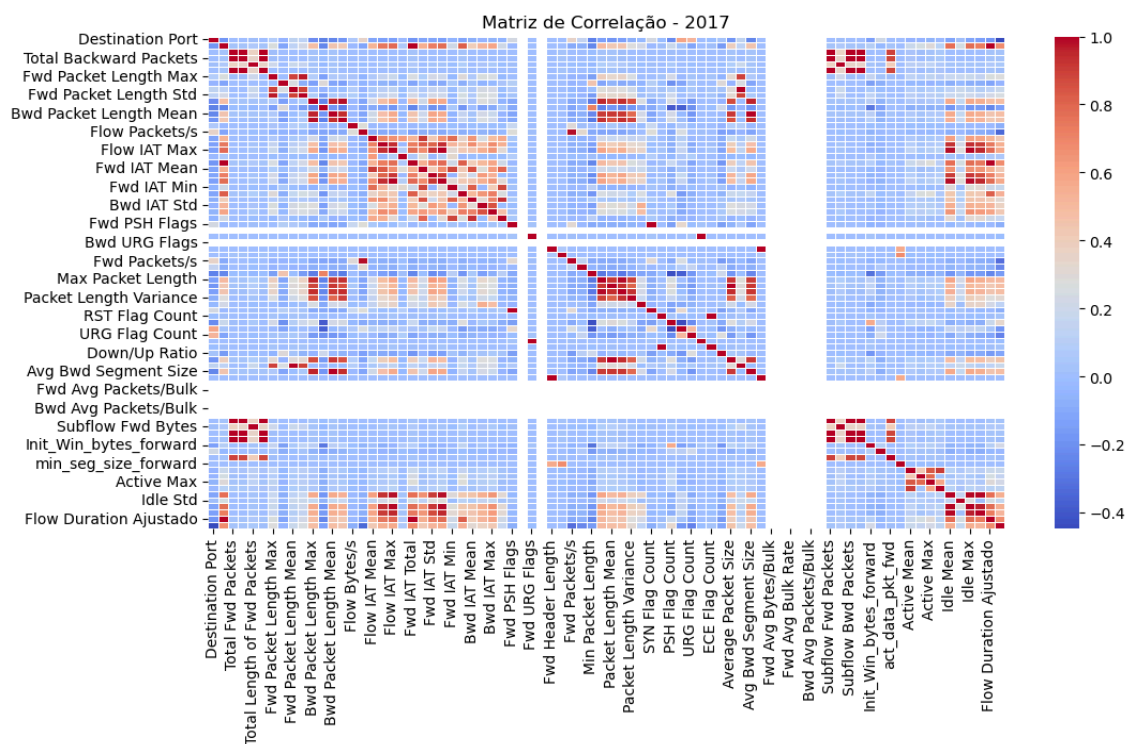 Matriz de Correlação - 2017
Destination Port
Total Backward Packets
Fwd Packet Length Max
Fwd Packet Length Std
Bwd Packet Length Mean
Flow Packets/s
Flow IAT Max
Fwd IAT Mean
Fwd IAT Min
Bwd IAT Std
Fwd PSH Flags
Bwd URG Flags
Fwd Packets/s
Max Packet Length
Packet Length Variance
RST Flag Count
URG Flag Count
Down/Up Ratio
Avg Bwd Segment Size
Fwd Avg Packets/Bulk
Bwd Avg Packets/Bulk
Subflow Fwd Bytes
Init_Win_bytes_forward
min_seg_size_forward
Active Max
Idle Std
Flow Duration Ajustado
Destination Port
Total Fwd Packets
Total Length of Fwd Packets
Fwd Packet Length Max
Fwd Packet Length Mean
Bwd Packet Length Max
Bwd Packet Length Mean
Flow Bytes/s
Flow IAT Mean
Flow IAT Max
Fwd IAT Total
Fwd IAT Std
Fwd IAT Min
Bwd IAT Mean
Bwd IAT Max
Fwd PSH Flags
Fwd URG Flags
Fwd Header Length
Fwd Packets/s
Min Packet Length
Packet Length Mean
Packet Length Variance
SYN Flag Count
PSH Flag Count
URG Flag Count
ECE Flag Count
Average Packet Size
Avg Bwd Segment Size
Fwd Avg Bytes/Bulk
Fwd Avg Bulk Rate
Bwd Avg Packets/Bulk
Subflow Fwd Packets
Subflow Bwd Packets
Init_Win_bytes_forward
act_data_pkt_fwd
Active Mean
Active Max
Idle Mean
Idle Max
Flow Duration Ajustado
1.0
0.8
0.6
0.4
0.2
0.0
−0.2
−0.4